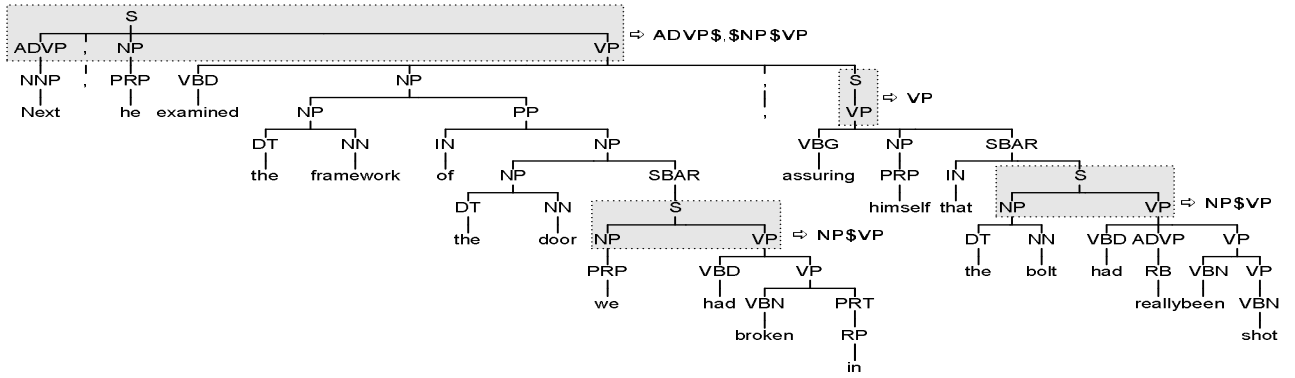 S
ADVP , NP VP ⇨ ADVP$,$NP$VP
NNP , PRP VBD NP , S
Next he examined NP PP , VP ⇨ VP
DT NN IN NP VBG NP SBAR
the framework of NP SBAR assuring PRP IN S
DT NN S himself that NP VP ⇨ NP$VP
the door NP VP ⇨ NP$VP DT NN VBD ADVP VP
PRP VBD VP the bolt had RB VBN VP
we had VBN PRT really been VBN
broken RP shot
in